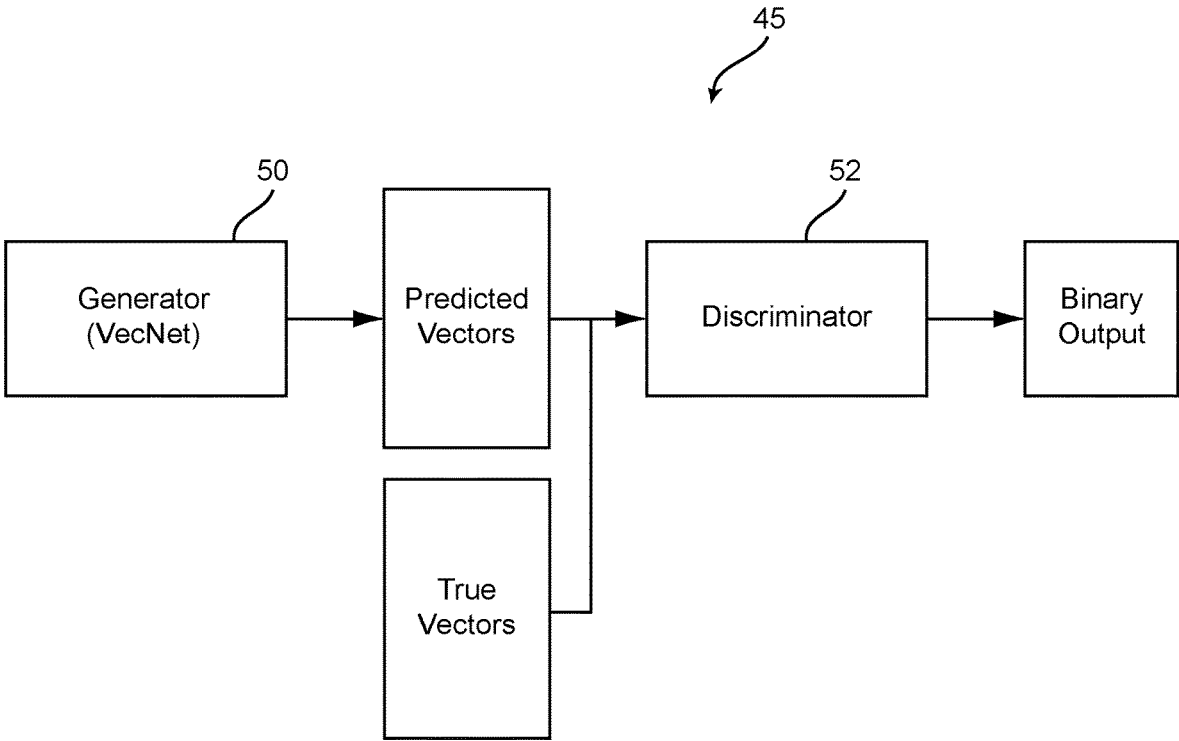 45
50
52
Generator
(VecNet)
Predicted
Vectors
Discriminator
Binary
Output
True
Vectors